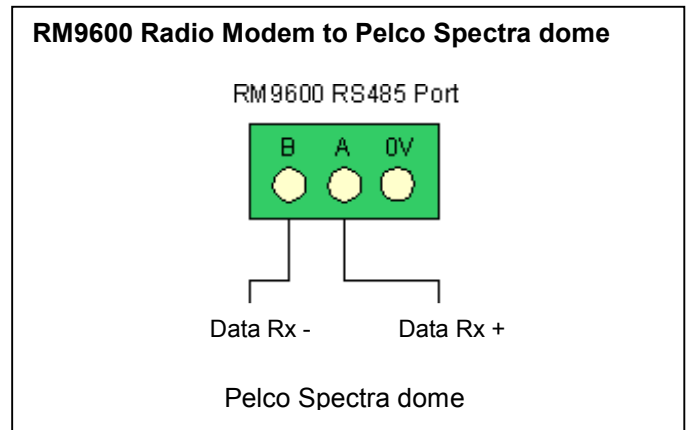 RM9600 Radio Modem to Pelco Spectra dome
RM9600 RS485 Port
B A 0V
Data Rx - Data Rx +
Pelco Spectra dome